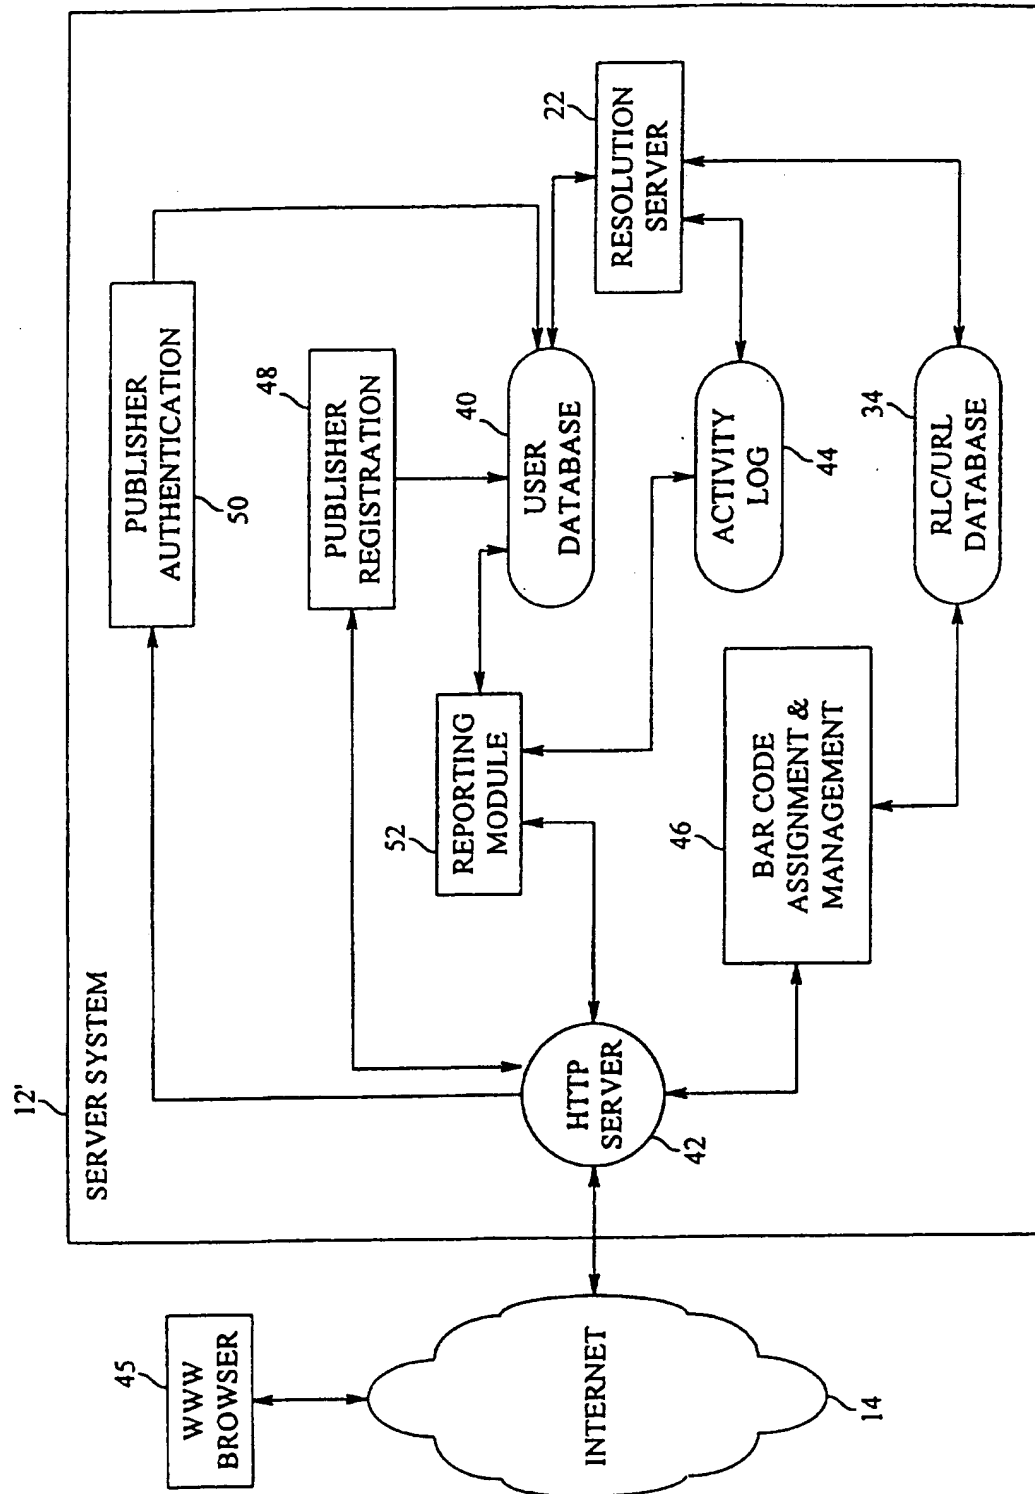 12'
SERVER SYSTEM
PUBLISHER
AUTHENTICATION
50
PUBLISHER
REGISTRATION
48
USER
DATABASE
40
RESOLUTION
SERVER
22
REPORTING
MODULE
52
ACTIVITY
LOG
44
HTTP
SERVER
42
BAR CODE
ASSIGNMENT &
MANAGEMENT
46
RLC/URL
DATABASE
34
WWW
BROWSER
45
INTERNET
14